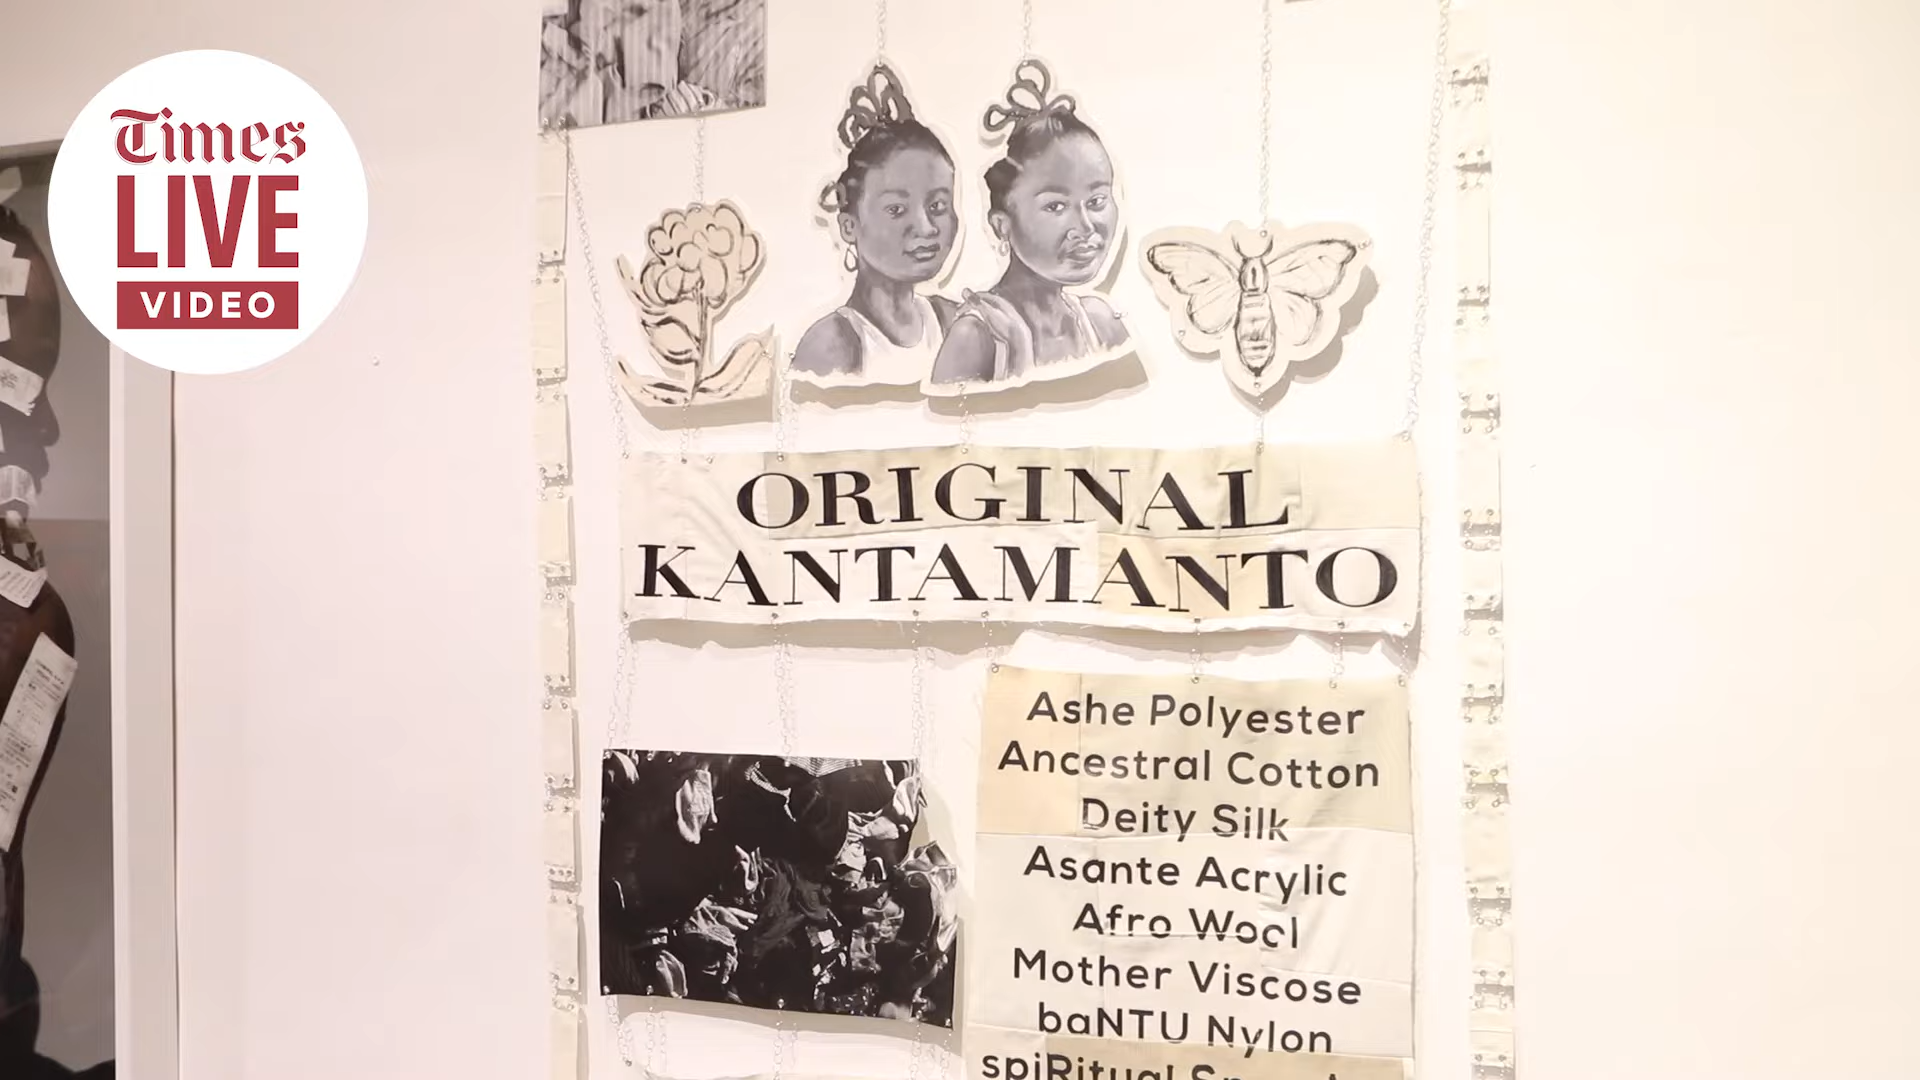 Times
LIVE
VIDEO
ORIGINAL
KANTAMANTO
Ashe Polyester
Ancestral Cotton
Deity Silk
Asante Acrylic
Afro Wool
Mother Viscose
baNTU Nylon
spiRitual